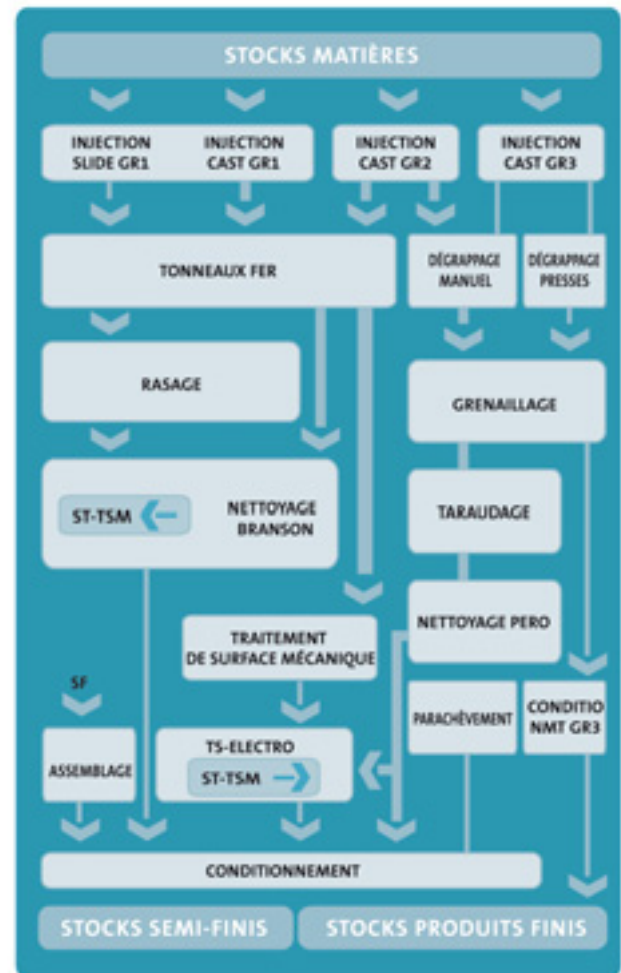 STOCKS MATIÈRES
INJECTION
SLIDE GR1
INJECTION
CAST GR1
INJECTION
CAST GR2
INJECTION
CAST GR3
TONNEAUX FER
DÉGRAPPAGE
MANUEL
DÉGRAPPAGE
PRESSES
RASAGE
GRENAILLAGE
ST-TSM
NETTOYAGE
BRANSON
TARAUDAGE
NETTOYAGE PERO
TRAITEMENT
DE SURFACE MÉCANIQUE
SF
ASSEMBLAGE
TS-ELECTRO
ST-TSM
PARACHÈVEMENT
CONDITIO
NMT GR3
CONDITIONNEMENT
STOCKS SEMI-FINIS
STOCKS PRODUITS FINIS